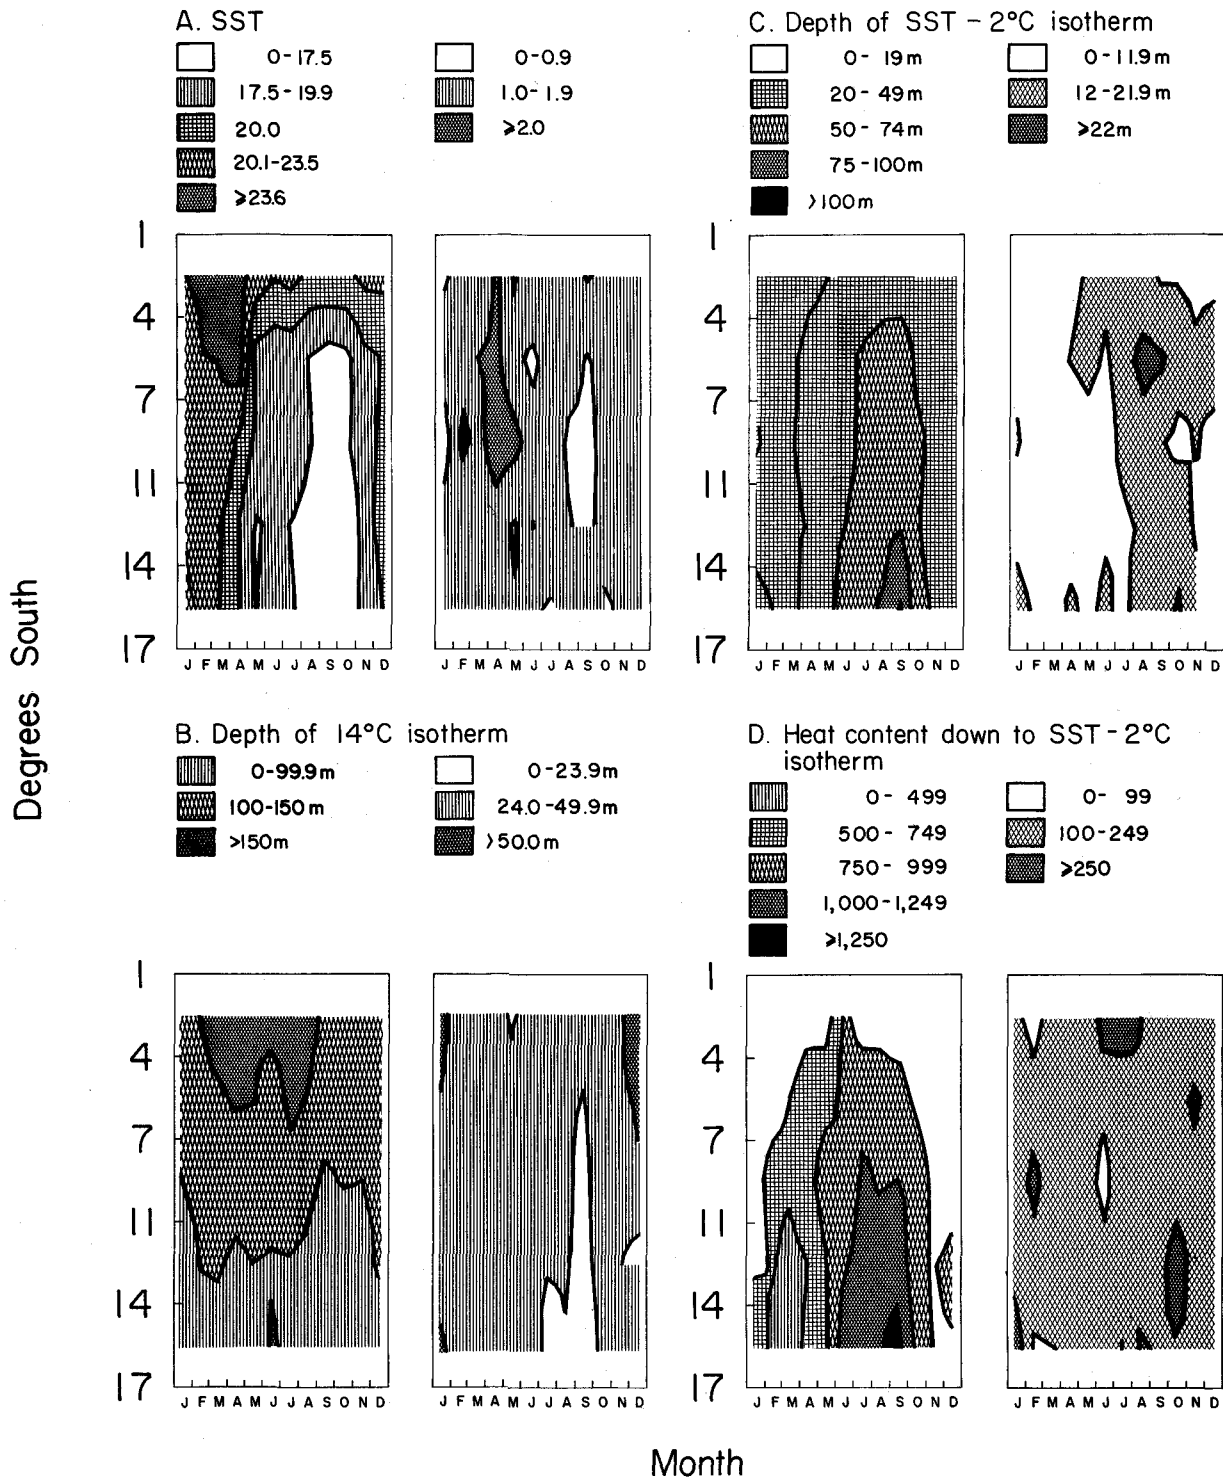 A. SST
0-17.5
17.5-19.9
20.0
20.1-23.5
⩾23.6
0-0.9
1.0-1.9
⩾2.0
C. Depth of SST-2°C isotherm
0-19m
20-49m
50-74m
75-100m
>100m
0-11.9m
12-21.9m
⩾22m
1
4
7
11
14
17
J F M A M J J A S O N D
J F M A M J J A S O N D
1
4
7
11
14
17
J F M A M J J A S O N D
J F M A M J J A S O N D
Degrees South
B. Depth of 14°C isotherm
0-99.9m
100-150m
>150m
0-23.9m
24.0-49.9m
>50.0m
D. Heat content down to SST-2°C
isotherm
0-499
500-749
750-999
1,000-1,249
⩾1,250
0-99
100-249
⩾250
1
4
7
11
14
17
J F M A M J J A S O N D
J F M A M J J A S O N D
1
4
7
11
14
17
J F M A M J J A S O N D
J F M A M J J A S O N D
Month